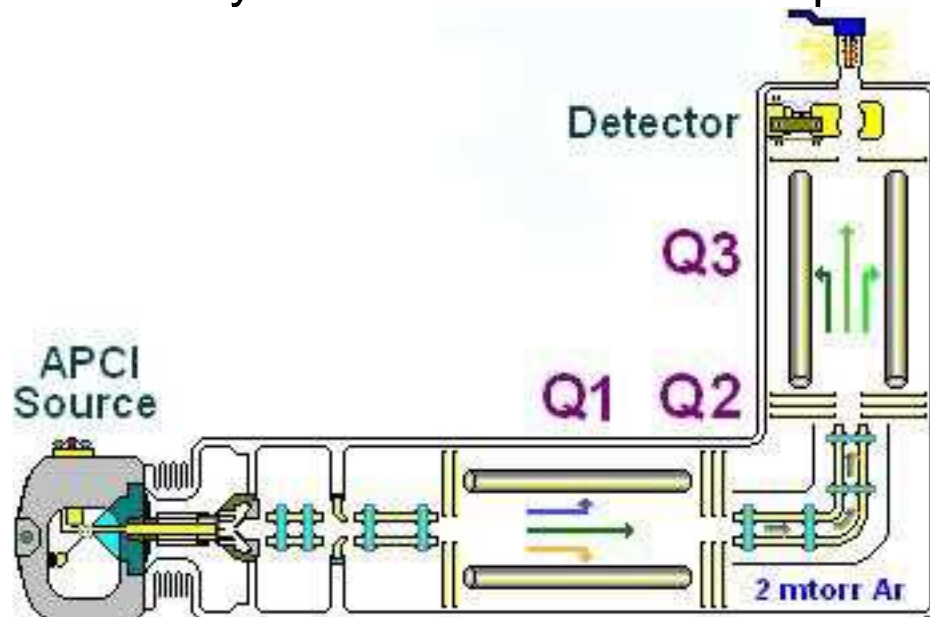 Detector
Q3
APCI
Source
Q1 Q2
2 mtorr Ar